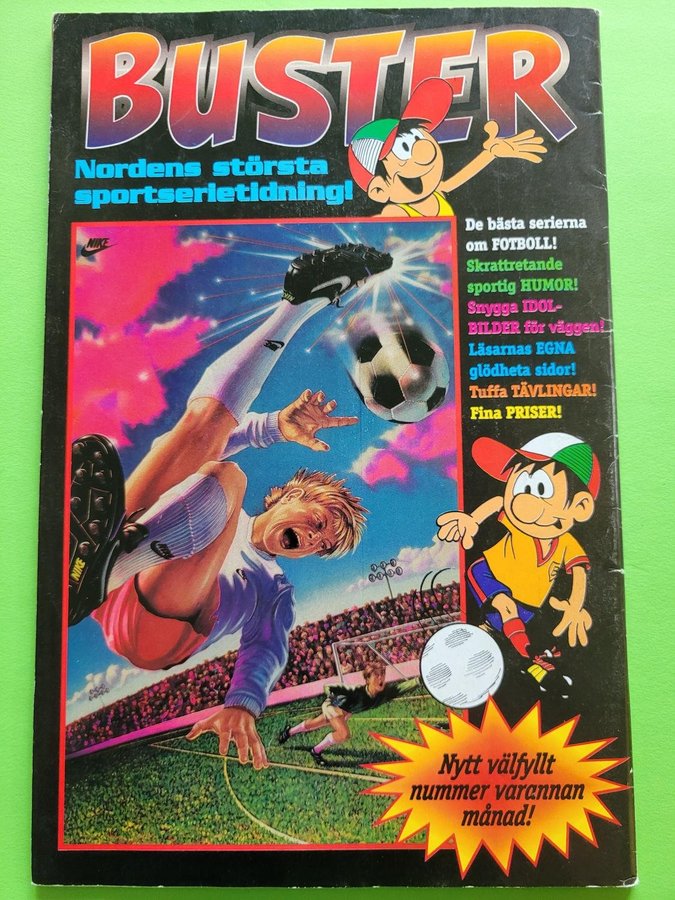 BUSTER
Nordens största
sportserietidning!
NIKE
De bästa serierna
om FOTBOLL!
Skrattretande
sportig HUMOR!
Snygga IDOL-
BILDER för väggen!
Läsarnas EGNA
glödheta sidor!
Tuffa TÄVLINGAR!
Fina PRISER!
NIKE
NIKE
Nytt välfyllt
nummer varannan
månad!